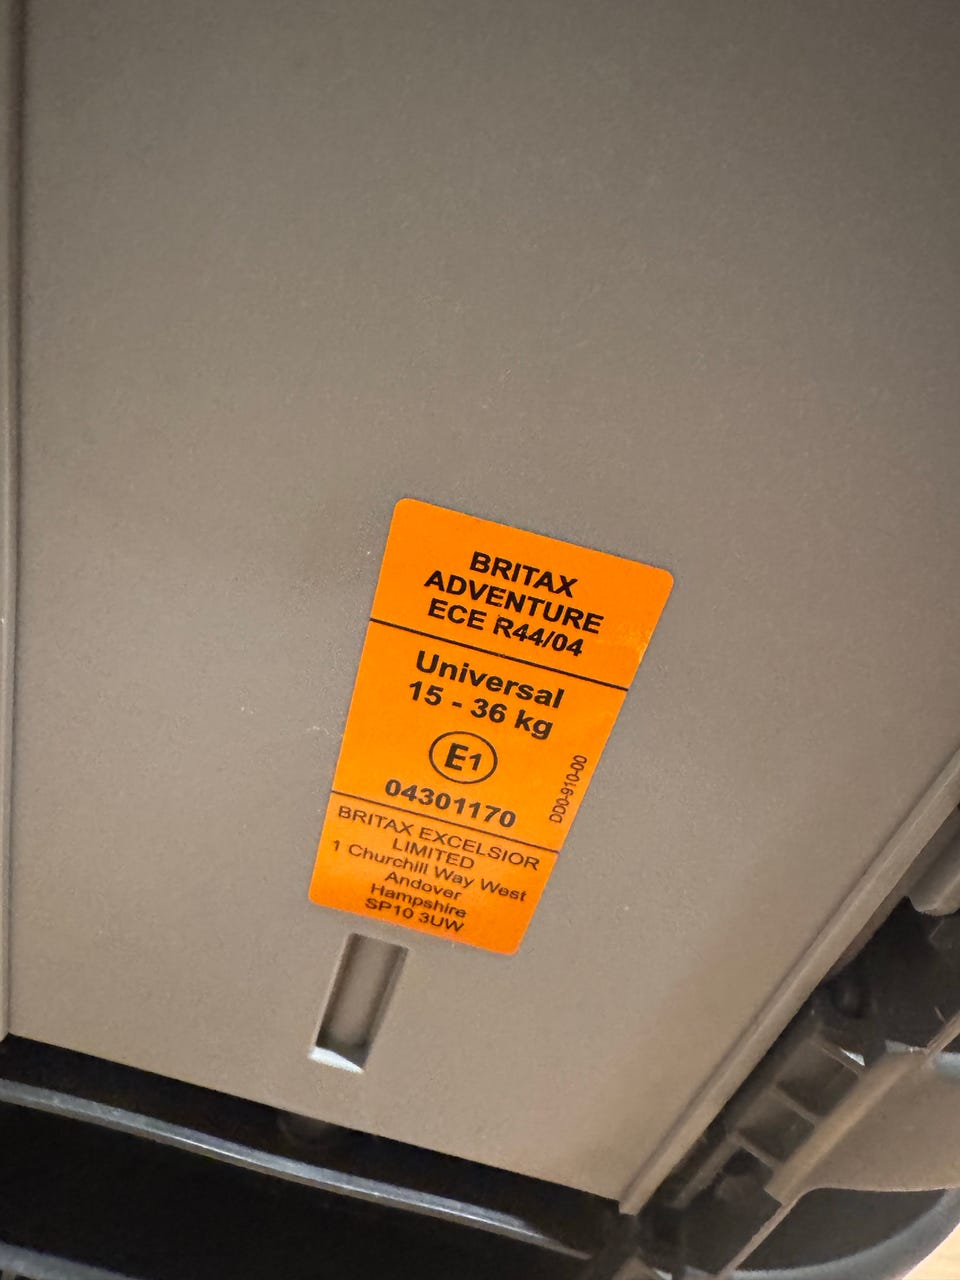 BRITAX
ADVENTURE
ECE R44/04
Universal
15 - 36 kg
E1
04301170
DD0-910-00
BRITAX EXCELSIOR
LIMITED
1 Churchill Way West
Andover
Hampshire
SP10 3UW